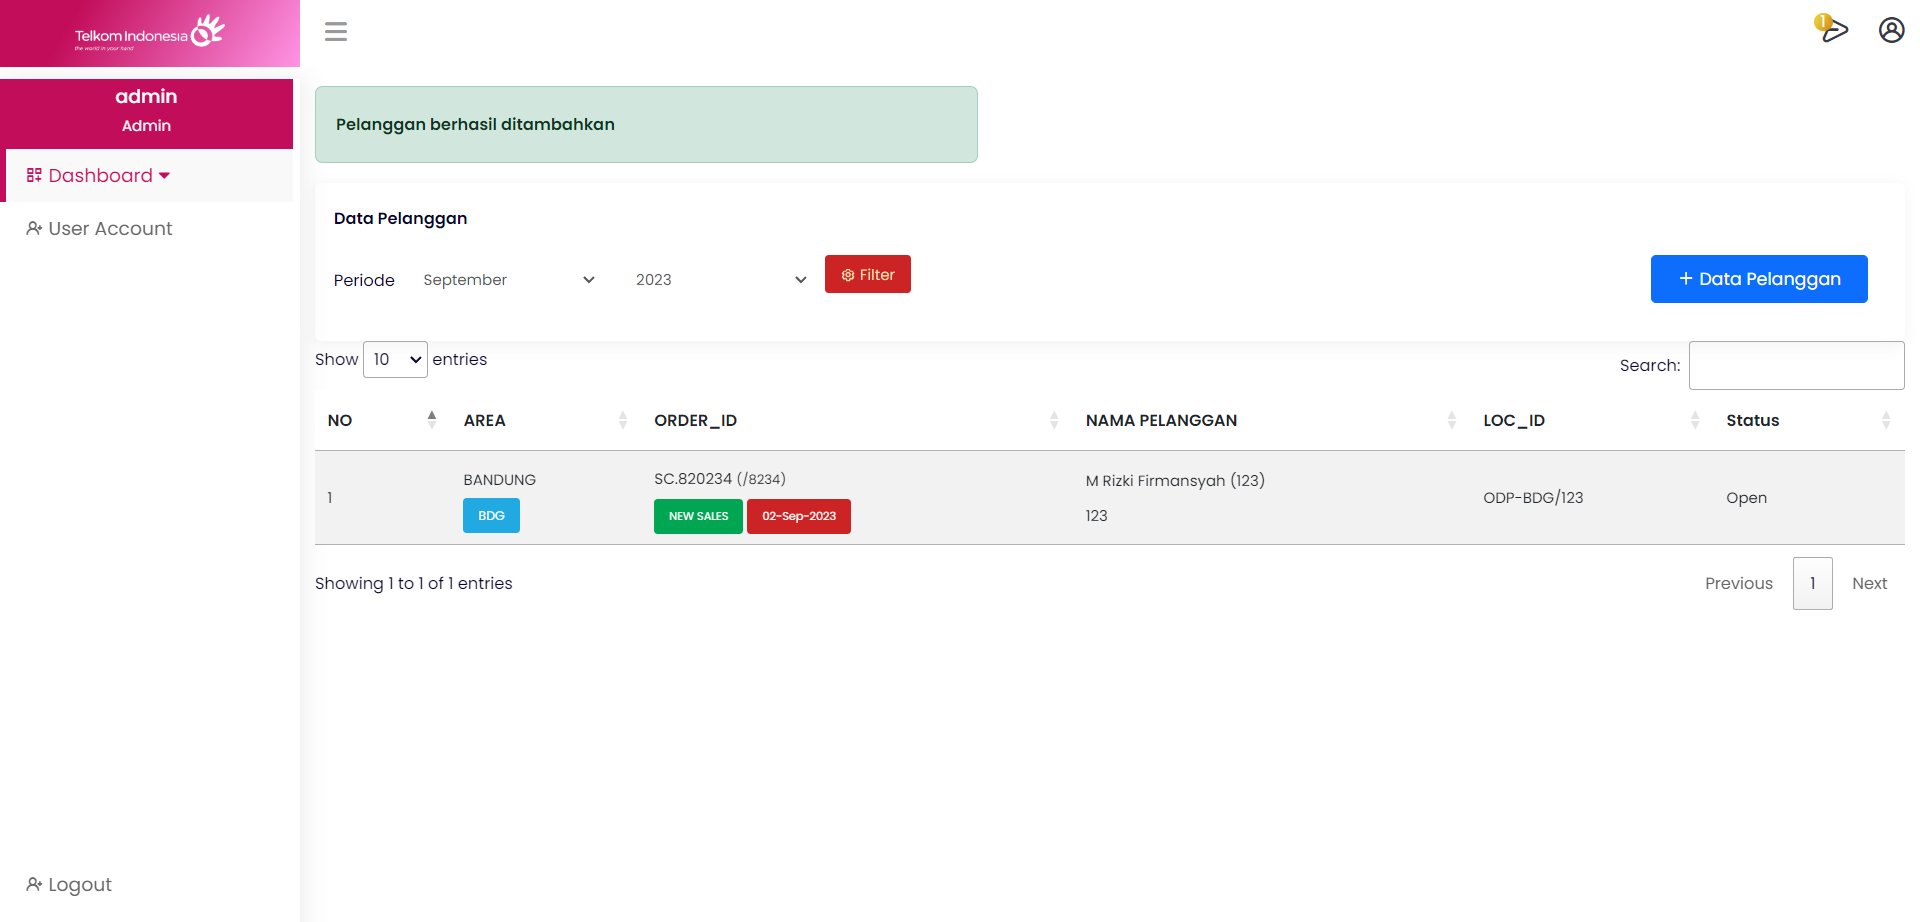 Telkom Indonesia
the world in your hand
1
admin
Admin
Dashboard
User Account
Logout
Pelanggan berhasil ditambahkan
Data Pelanggan
Periode September 2023 Filter
+ Data Pelanggan
Show 10 entries
Search:
NO AREA ORDER_ID NAMA PELANGGAN LOC_ID Status
1 BANDUNG SC.820234 (/8234) M Rizki Firmansyah (123) ODP-BDG/123 Open
BDG NEW SALES 02-Sep-2023 123
Showing 1 to 1 of 1 entries
Previous 1 Next